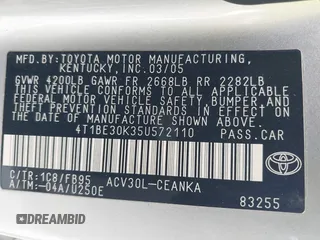 MFD. BY: TOYOTA MOTOR MANUFACTURING,
KENTUCKY, INC. 03/05
GVWR 4200LB GAWR FR 2668LB RR 2282LB
THIS VEHICLE CONFORMS TO ALL APPLICABLE
FEDERAL MOTOR VEHICLE SAFETY, BUMPER, AND
THEFT PREVENTION STANDARDS IN EFFECT ON
THE DATE OF MANUFACTURE SHOWN ABOVE.
4T1BE30K35U572110 PASS.CAR
C/TR:1C8/FB95 ACV30L-CEANKA
A/TM:-04A/U250E
TOYOTA
83255
DRIVEAUTO